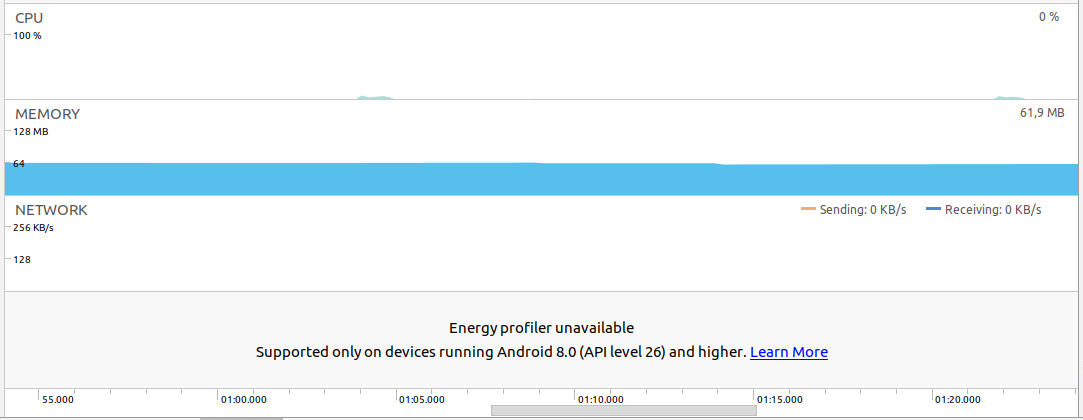 CPU
0 %
100 %
MEMORY
61,9 MB
128 MB
64
NETWORK
Sending: 0 KB/s Receiving: 0 KB/s
256 KB/s
128
Energy profiler unavailable
Supported only on devices running Android 8.0 (API level 26) and higher. Learn More
55.000 01:00.000 01:05.000 01:10.000 01:15.000 01:20.000